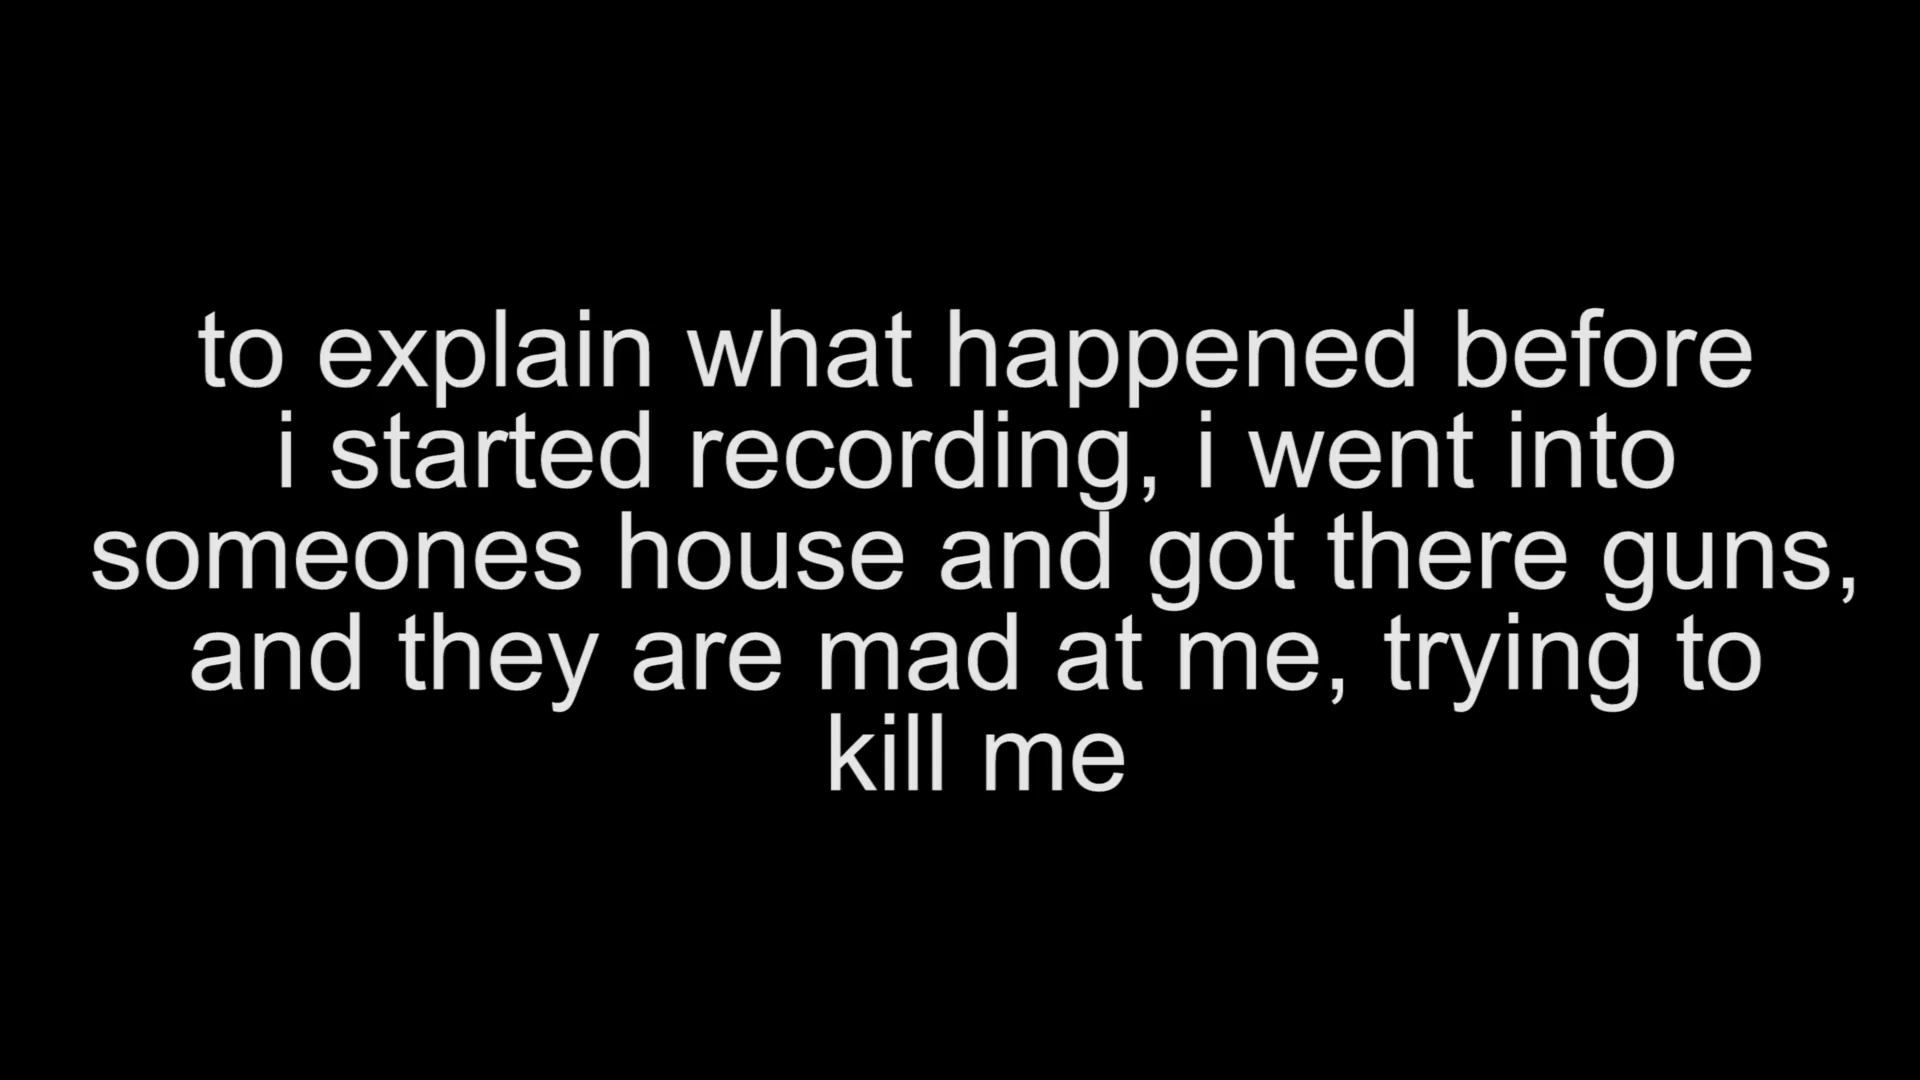 to explain what happened before
i started recording, i went into
someones house and got there guns,
and they are mad at me, trying to
kill me